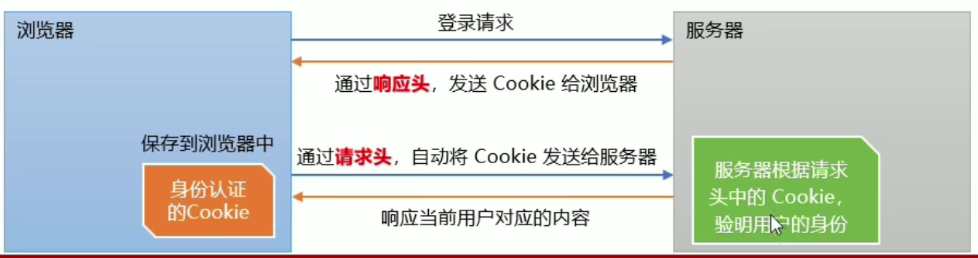 浏览器
登录请求
服务器
通过响应头，发送 Cookie 给浏览器
保存到浏览器中
通过请求头，自动将 Cookie 发送给服务器
身份认证
的Cookie
服务器根据请求
头中的 Cookie，
验明用户的身份
响应当前用户对应的内容